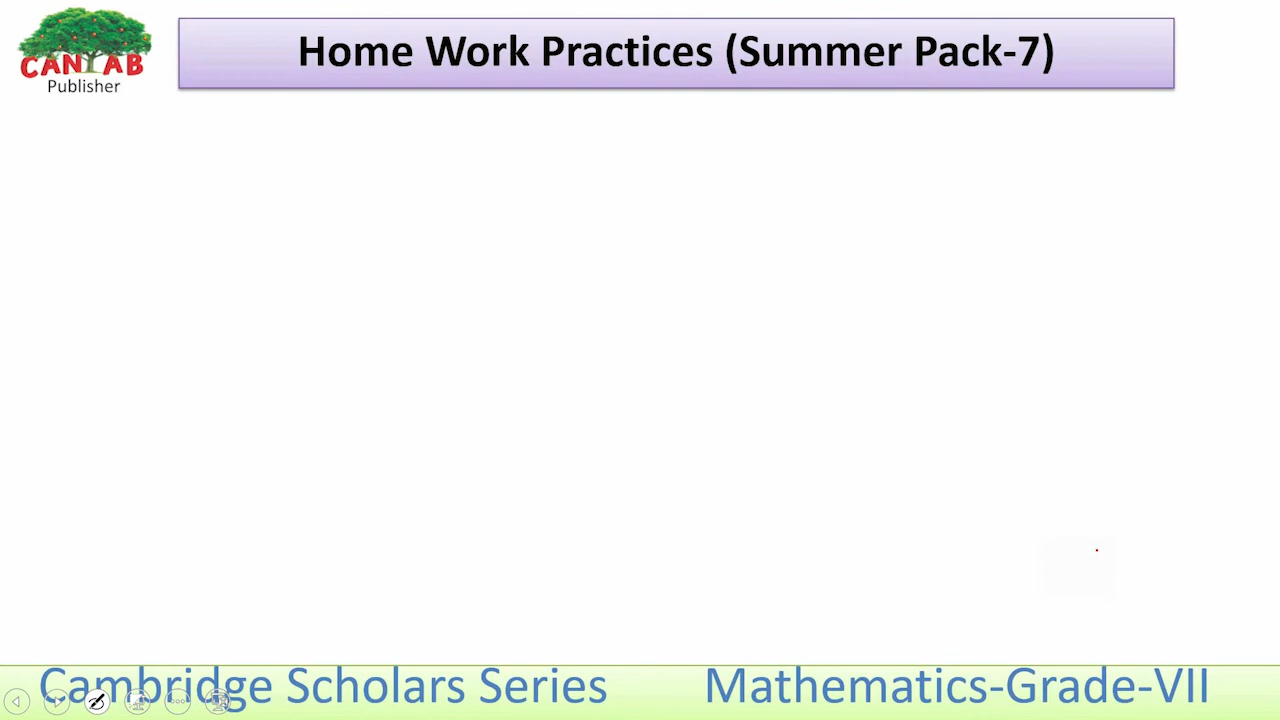 CANTAB
Publisher
Home Work Practices (Summer Pack-7)
Cambridge Scholars Series
Mathematics-Grade-VII